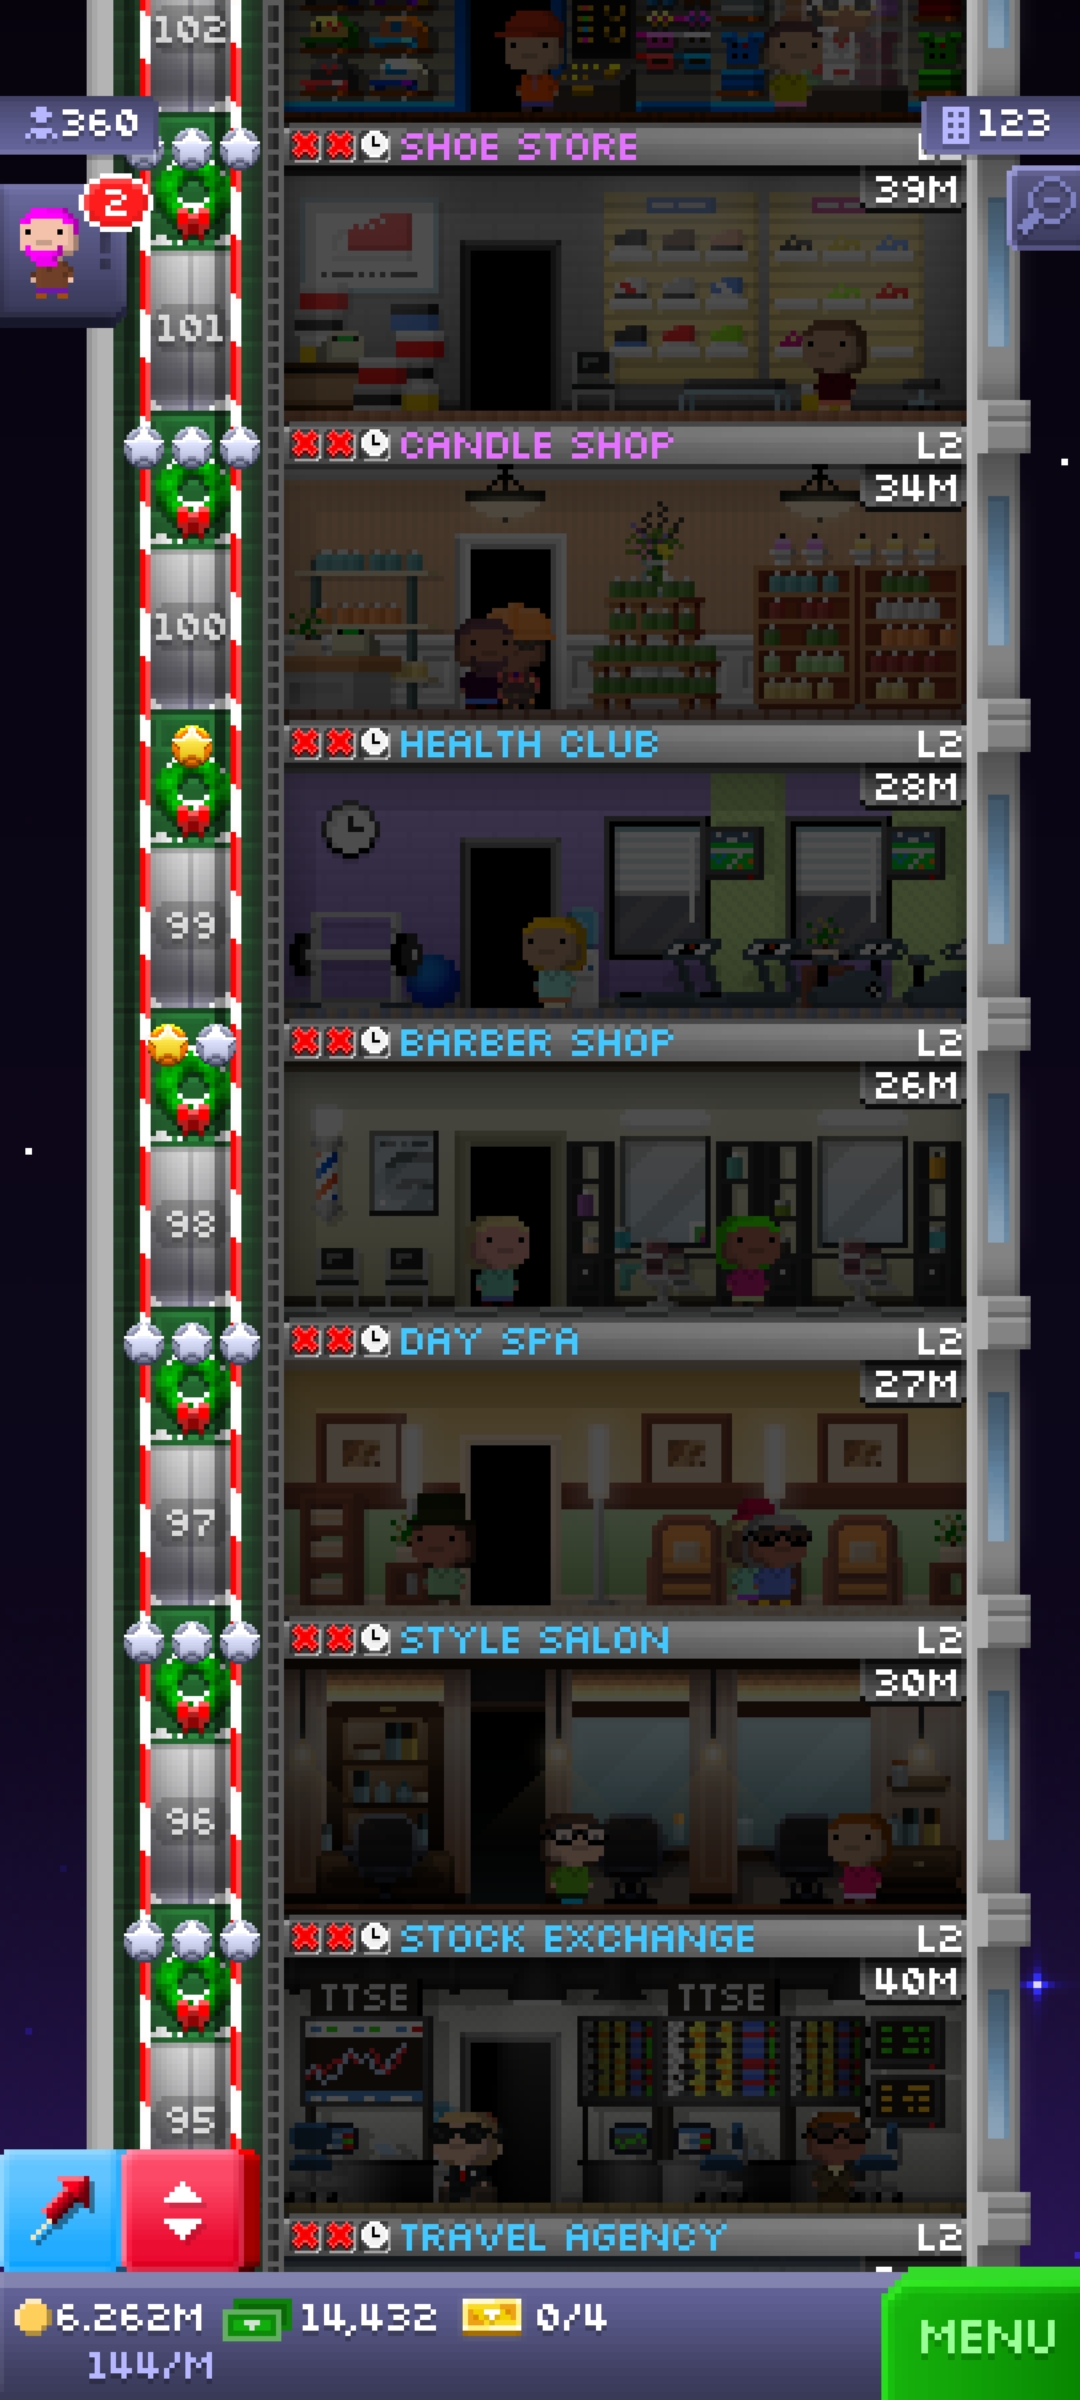 102
360
123
2
SHOE STORE
39M
101
CANDLE SHOP L2
34M
100
HEALTH CLUB L2
28M
99
BARBER SHOP L2
26M
98
DAY SPA L2
27M
97
STYLE SALON L2
30M
96
STOCK EXCHANGE L2
40M
TTSE TTSE
95
TRAVEL AGENCY L2
6.262M 14,432 0/4
144/M
MENU